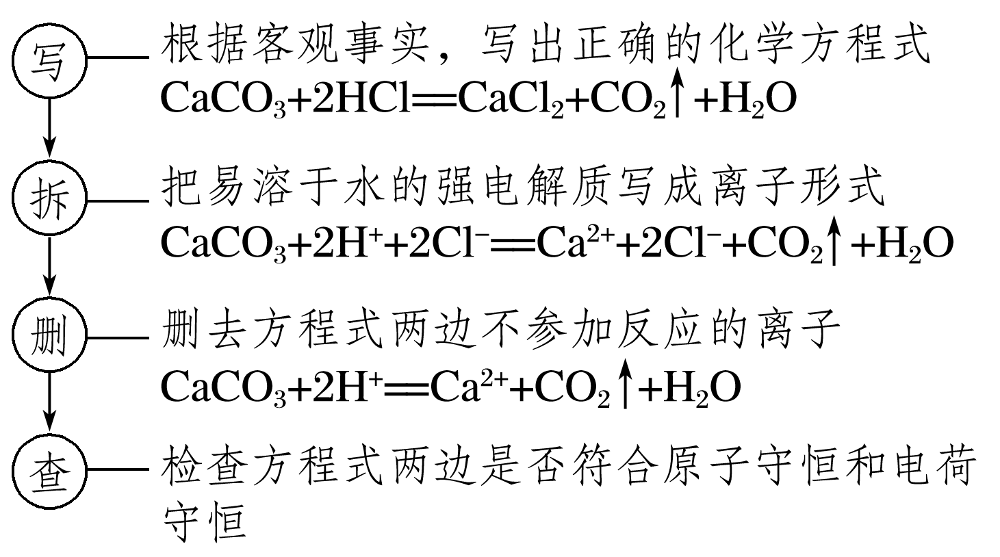 写
根据客观事实，写出正确的化学方程式
CaCO₃+2HCl══CaCl₂+CO₂↑+H₂O
拆
把易溶于水的强电解质写成离子形式
CaCO₃+2H⁺+2Cl⁻══Ca²⁺+2Cl⁻+CO₂↑+H₂O
删
删去方程式两边不参加反应的离子
CaCO₃+2H⁺══Ca²⁺+CO₂↑+H₂O
查
检查方程式两边是否符合原子守恒和电荷
守恒